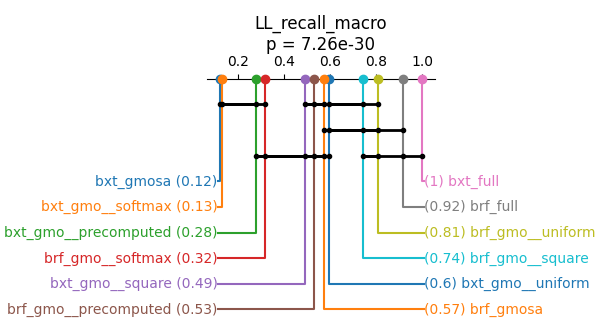 LL_recall_macro
p = 7.26e-30
0.2 0.4 0.6 0.8 1.0
bxt_gmosa (0.12)
(1) bxt_full
bxt_gmo__softmax (0.13)
(0.92) brf_full
bxt_gmo__precomputed (0.28)
(0.81) brf_gmo__uniform
brf_gmo__softmax (0.32)
(0.74) brf_gmo__square
bxt_gmo__square (0.49)
(0.6) bxt_gmo__uniform
brf_gmo__precomputed (0.53)
(0.57) brf_gmosa